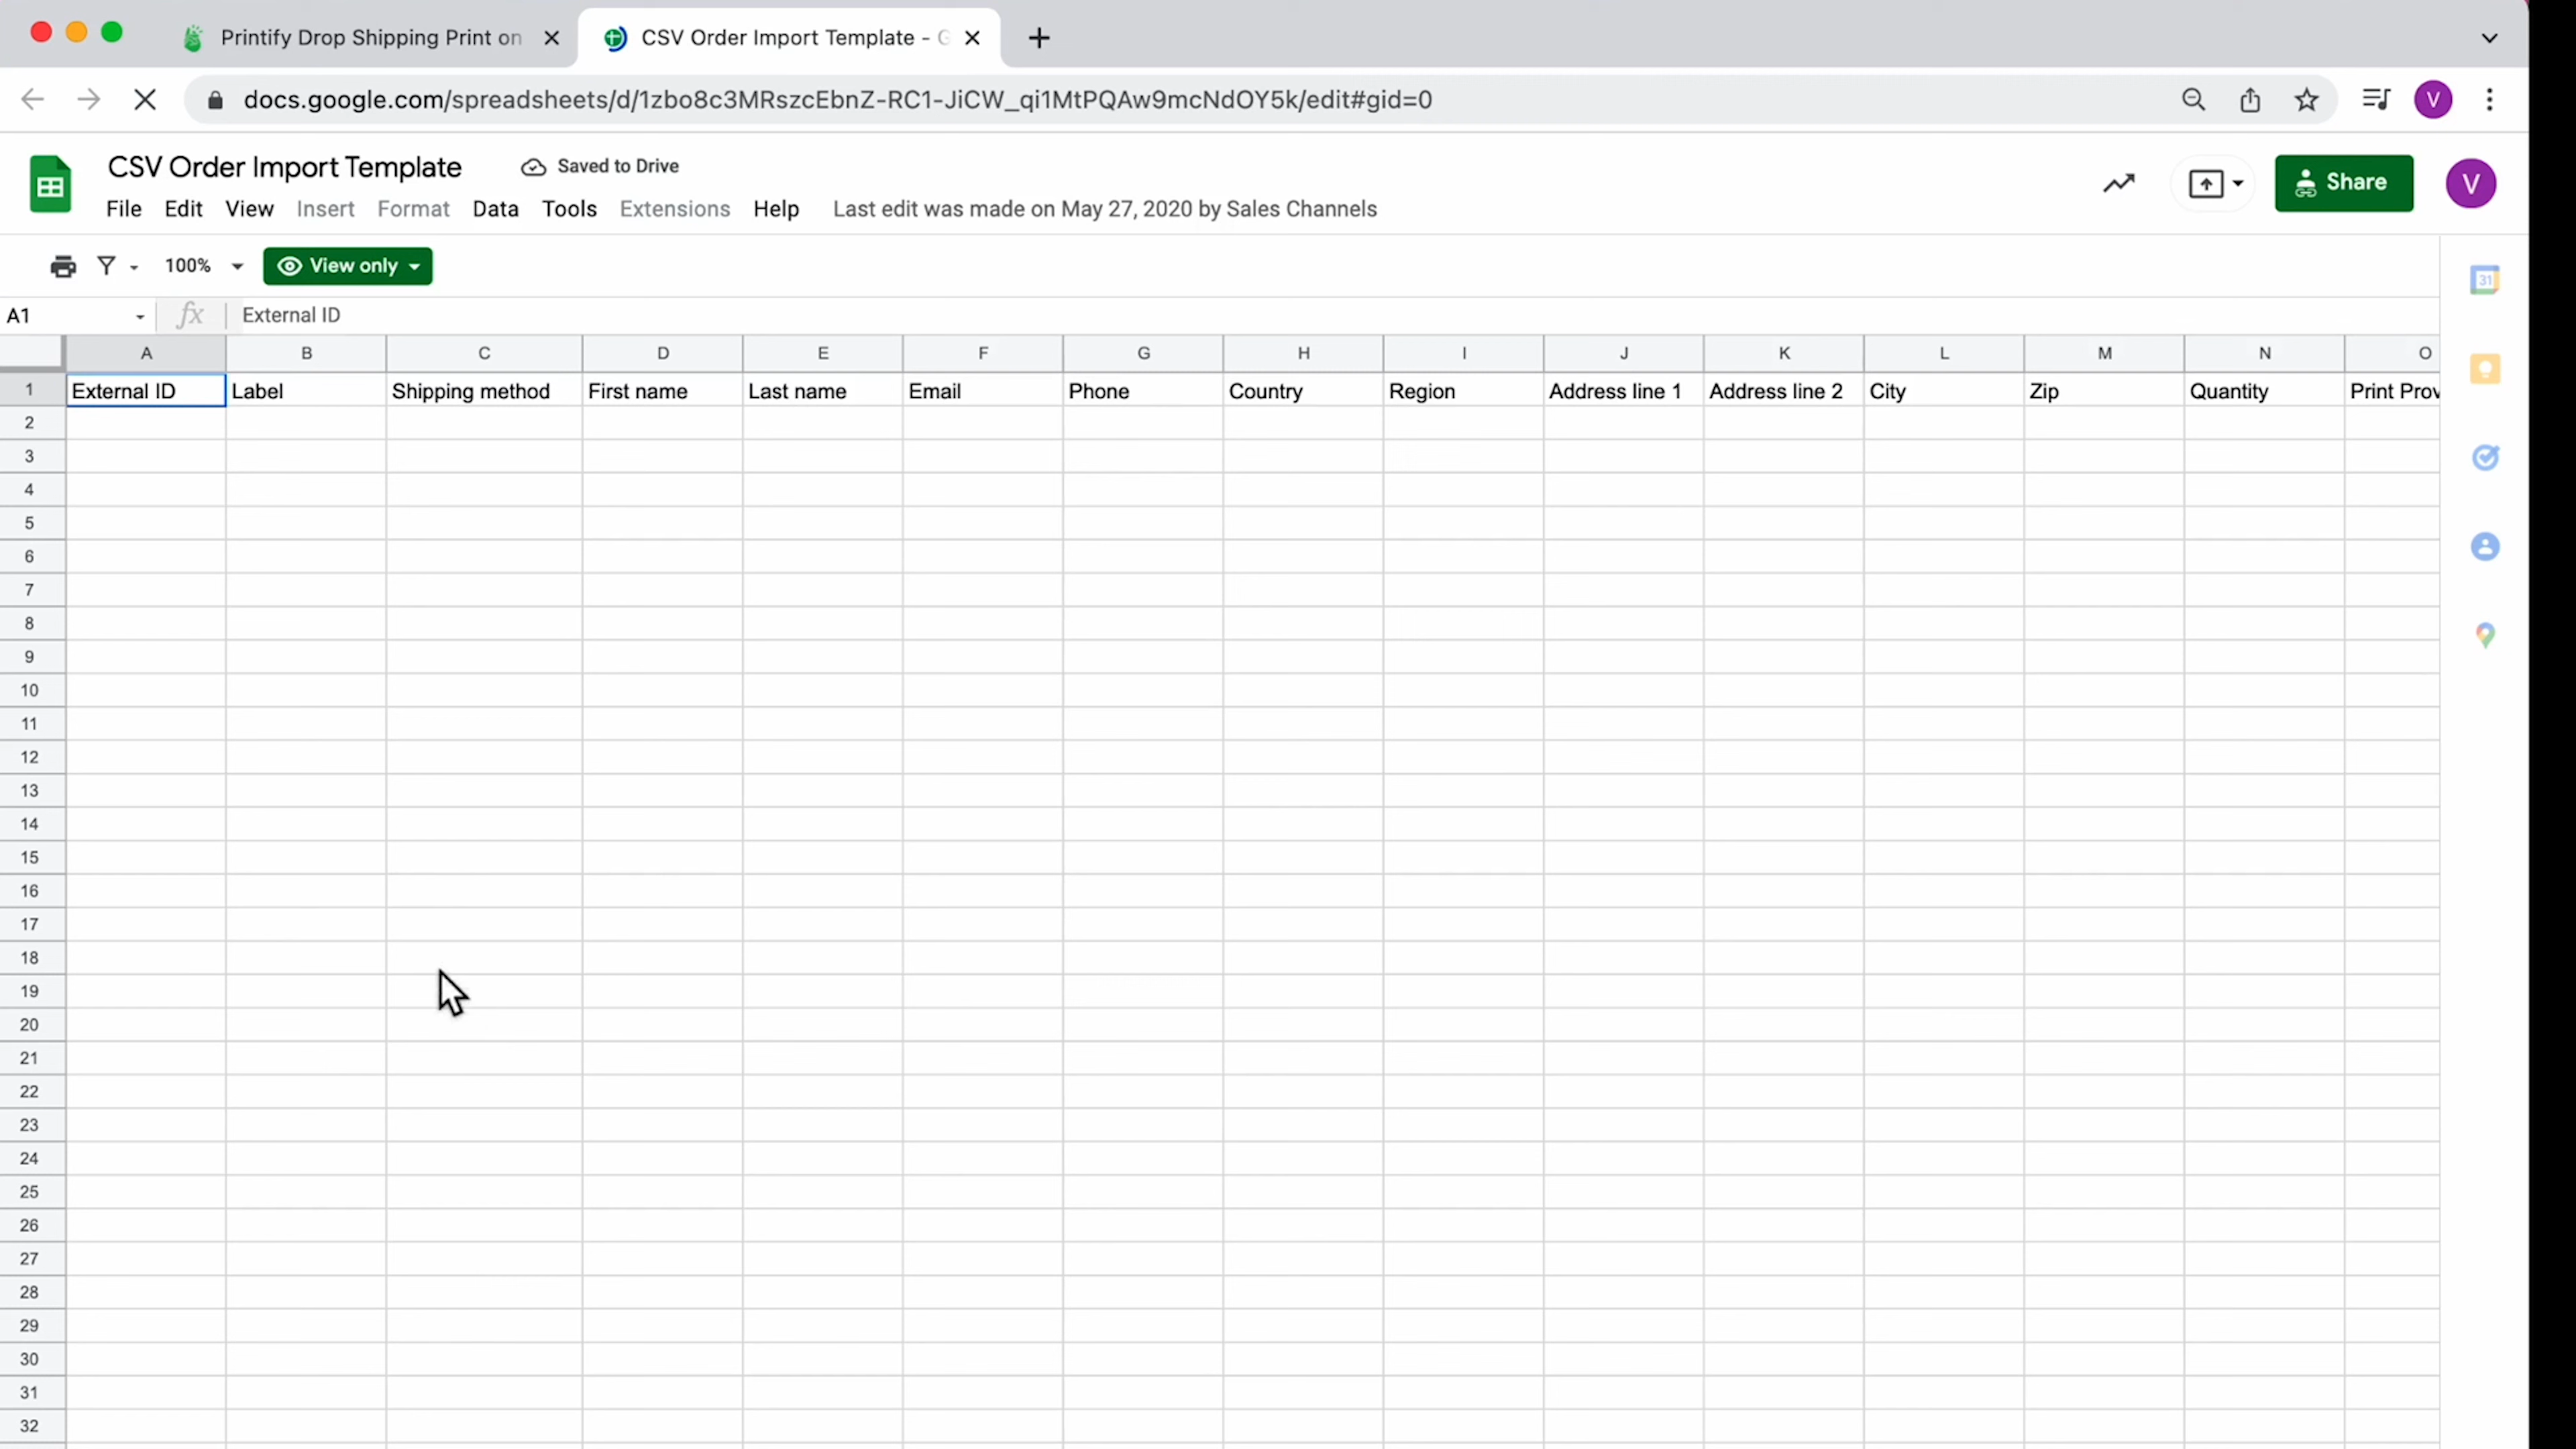 Printify Drop Shipping Print on
CSV Order Import Template - G
docs.google.com/spreadsheets/d/1zbo8c3MRszcEbnZ-RC1-JiCW_qi1MtPQAw9mcNdOY5k/edit#gid=0
V
CSV Order Import Template
Saved to Drive
File Edit View Insert Format Data Tools Extensions Help Last edit was made on May 27, 2020 by Sales Channels
Share
V
100%
View only
31
A1
fx
External ID
A B C D E F G H I J K L M N O
1 External ID Label Shipping method First name Last name Email Phone Country Region Address line 1 Address line 2 City Zip Quantity Print Prov
2
3
4
5
6
7
8
9
10
11
12
13
14
15
16
17
18
19
20
21
22
23
24
25
26
27
28
29
30
31
32